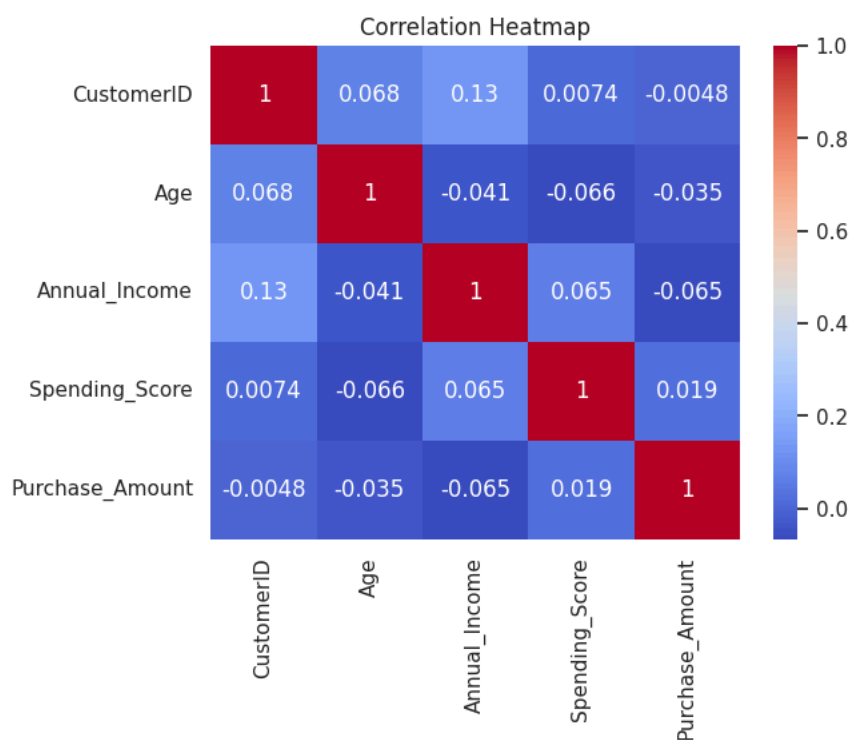 Correlation Heatmap
CustomerID 1 0.068 0.13 0.0074 -0.0048
Age 0.068 1 -0.041 -0.066 -0.035
Annual_Income 0.13 -0.041 1 0.065 -0.065
Spending_Score 0.0074 -0.066 0.065 1 0.019
Purchase_Amount -0.0048 -0.035 -0.065 0.019 1
CustomerID
Age
Annual_Income
Spending_Score
Purchase_Amount
1.0
0.8
0.6
0.4
0.2
0.0